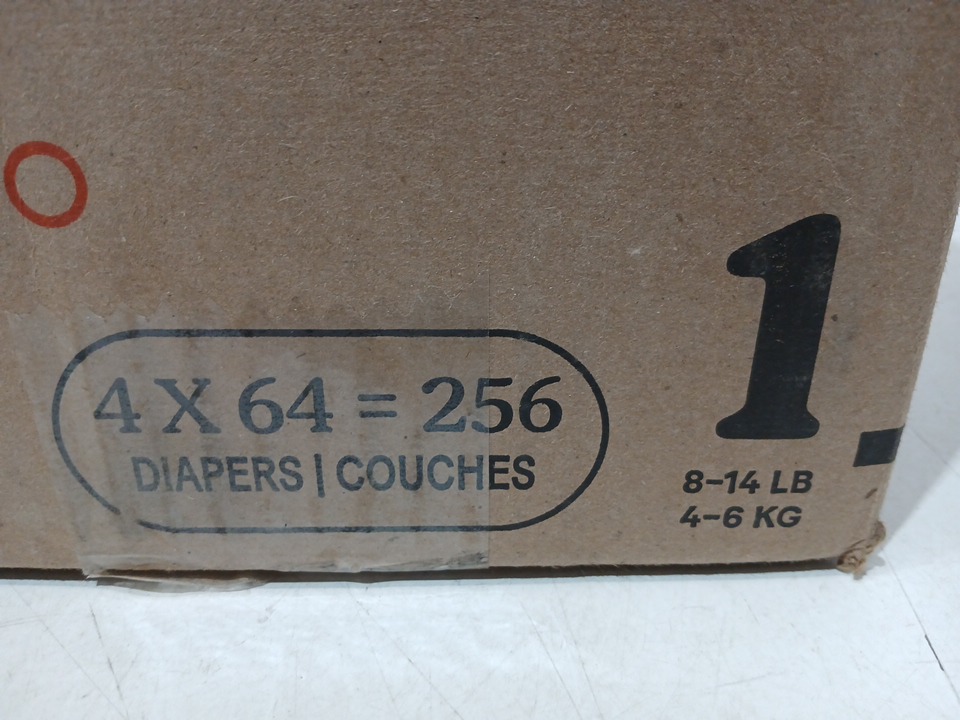 4 X 64 = 256
DIAPERS | COUCHES
1
8-14 LB
4-6 KG